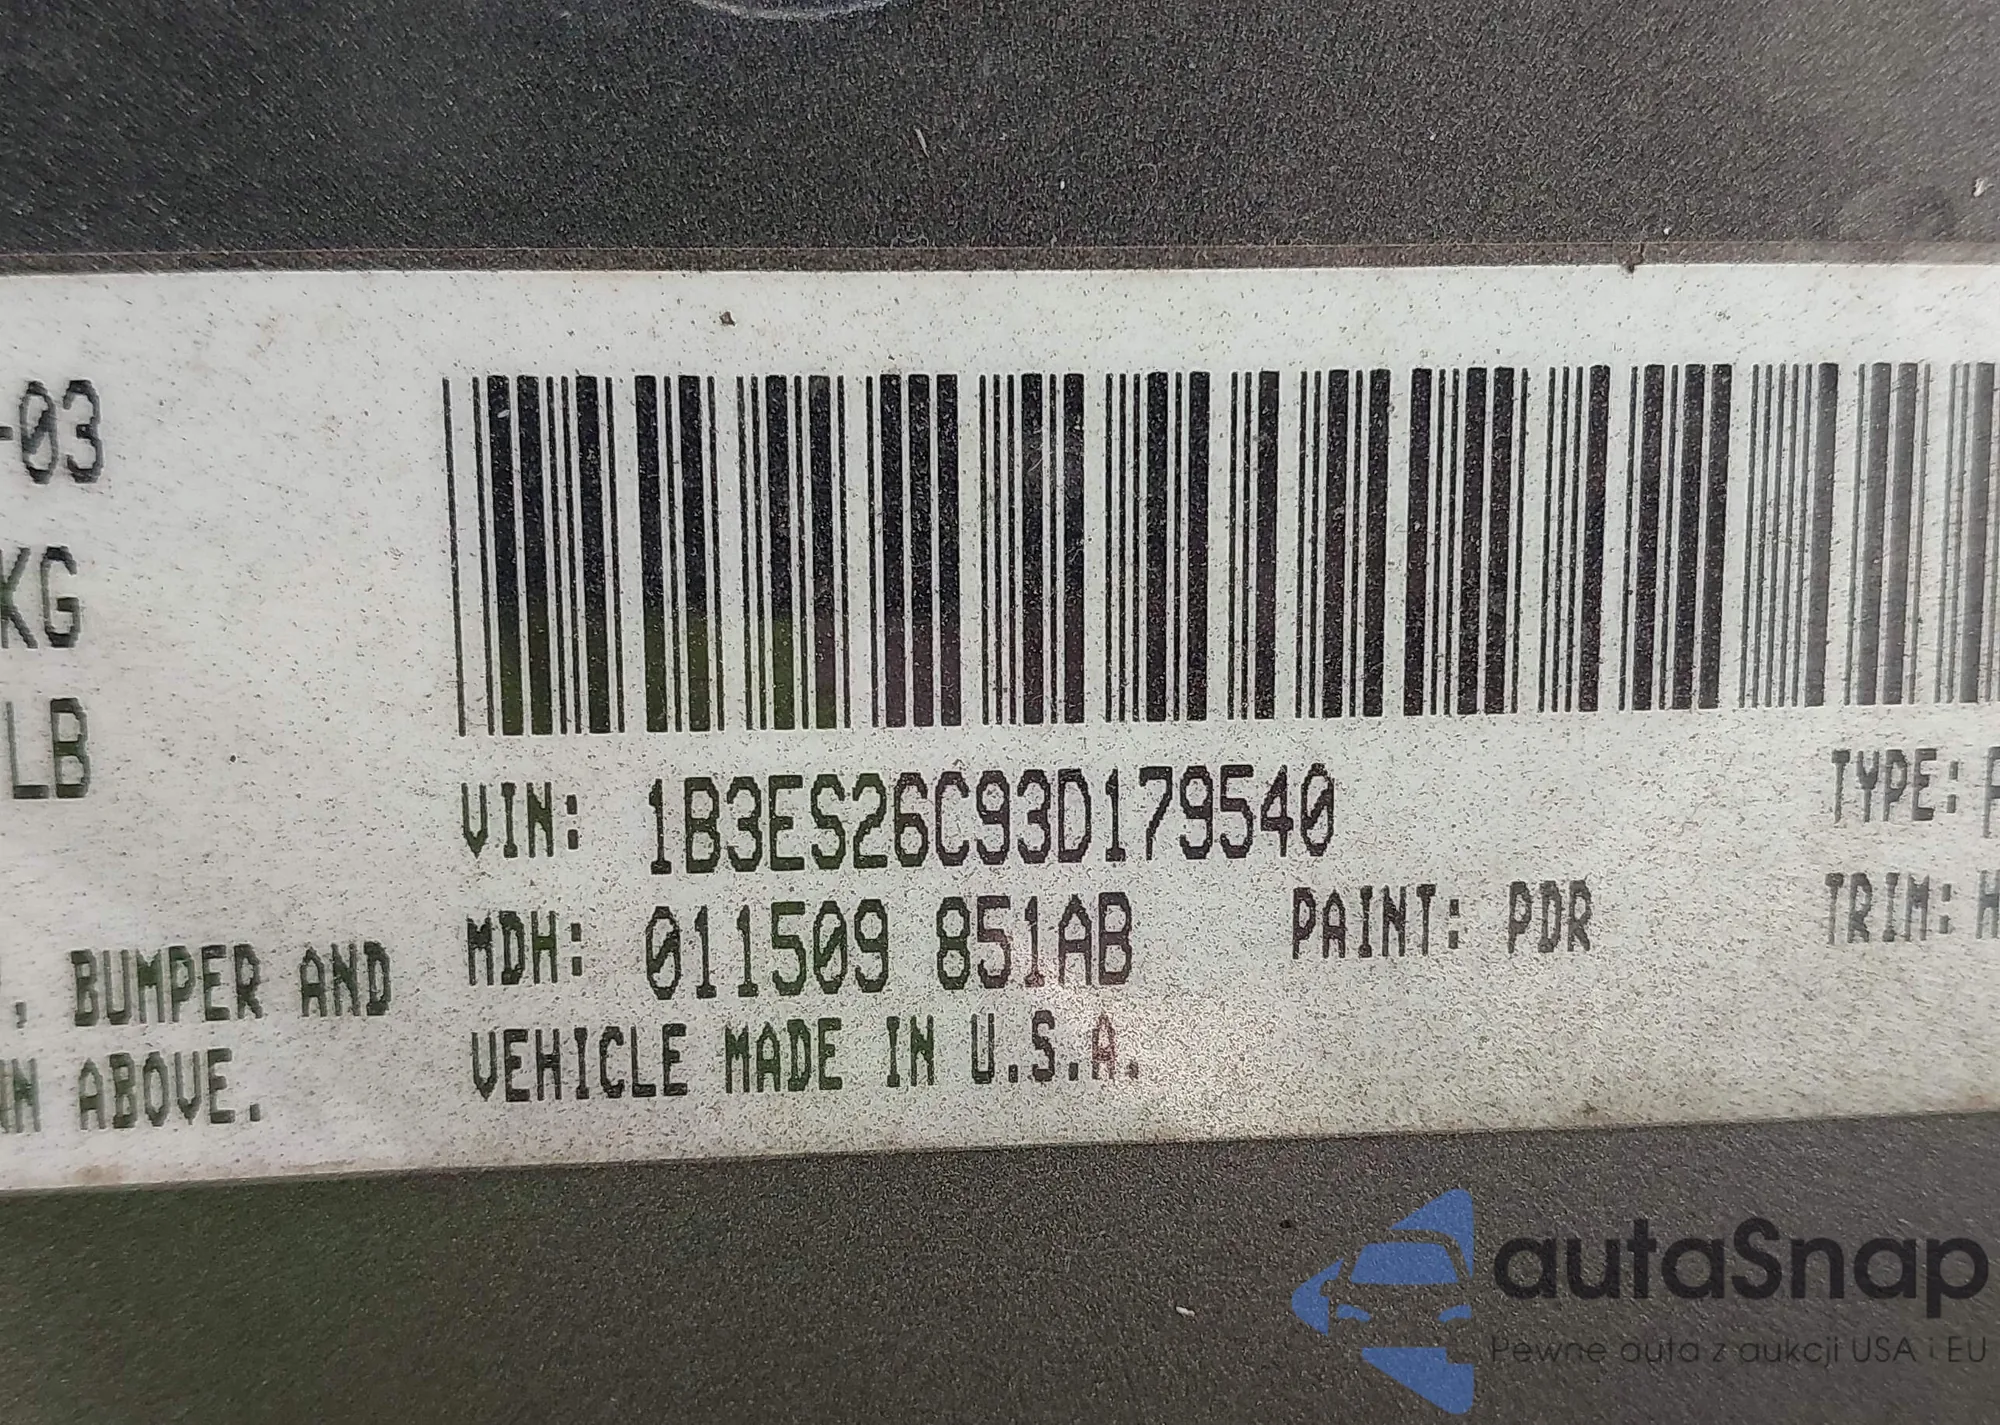 -03
KG
LB
VIN: 1B3ES26C93D179540
TYPE:
MDH: 011509 851AB
PAINT: PDR
TRIM:
, BUMPER AND
VEHICLE MADE IN U.S.A.
ABOVE.
autaSnap
Pewne auta z aukcji USA i EU